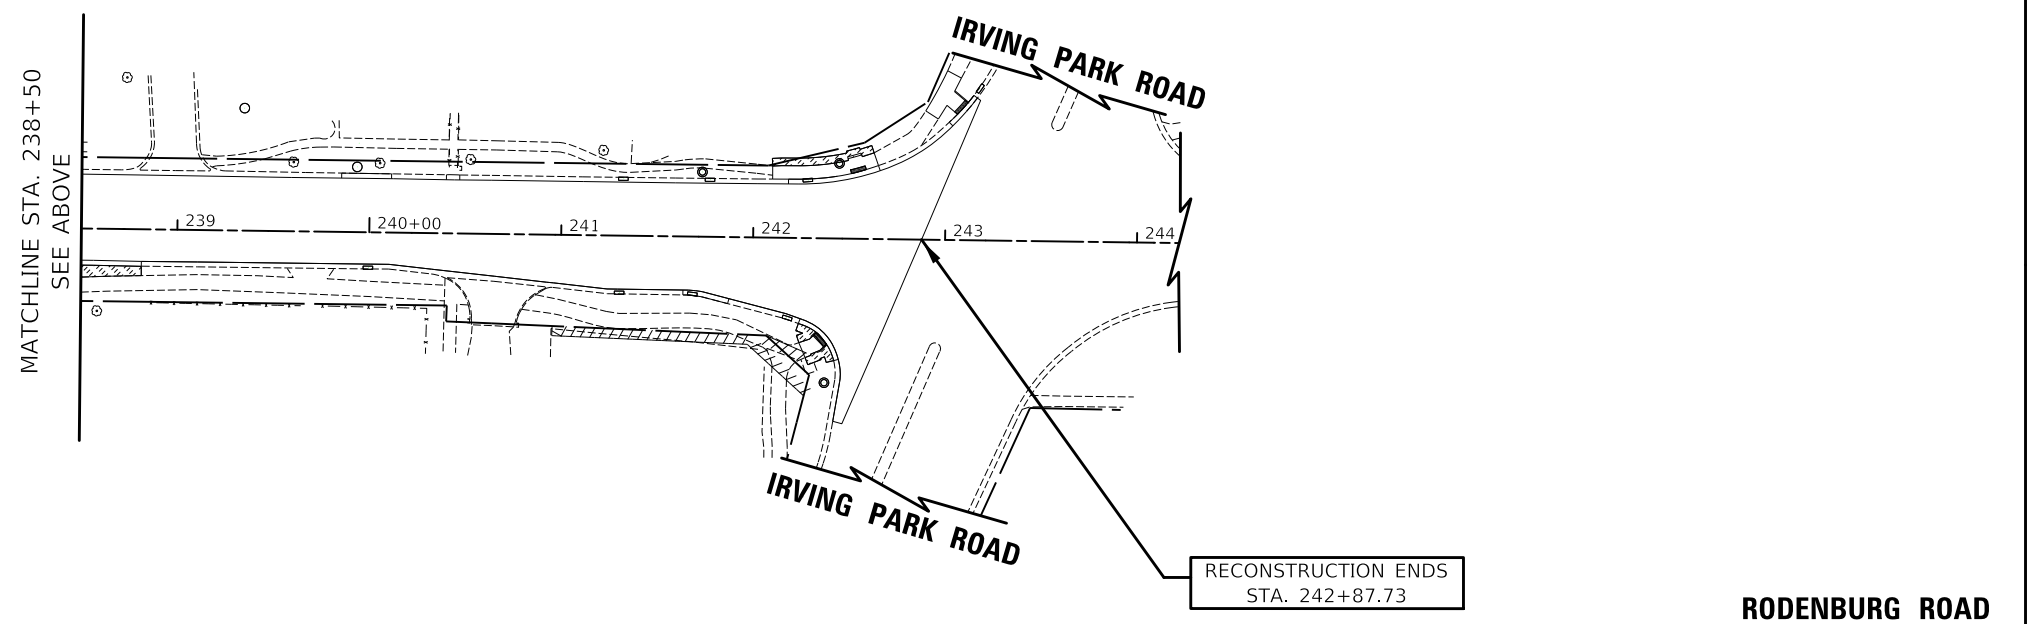 IRVING PARK ROAD
MATCHLINE STA. 238+50
SEE ABOVE
239
240+00
241
242
243
244
IRVING PARK ROAD
RECONSTRUCTION ENDS
STA. 242+87.73
RODENBURG ROAD